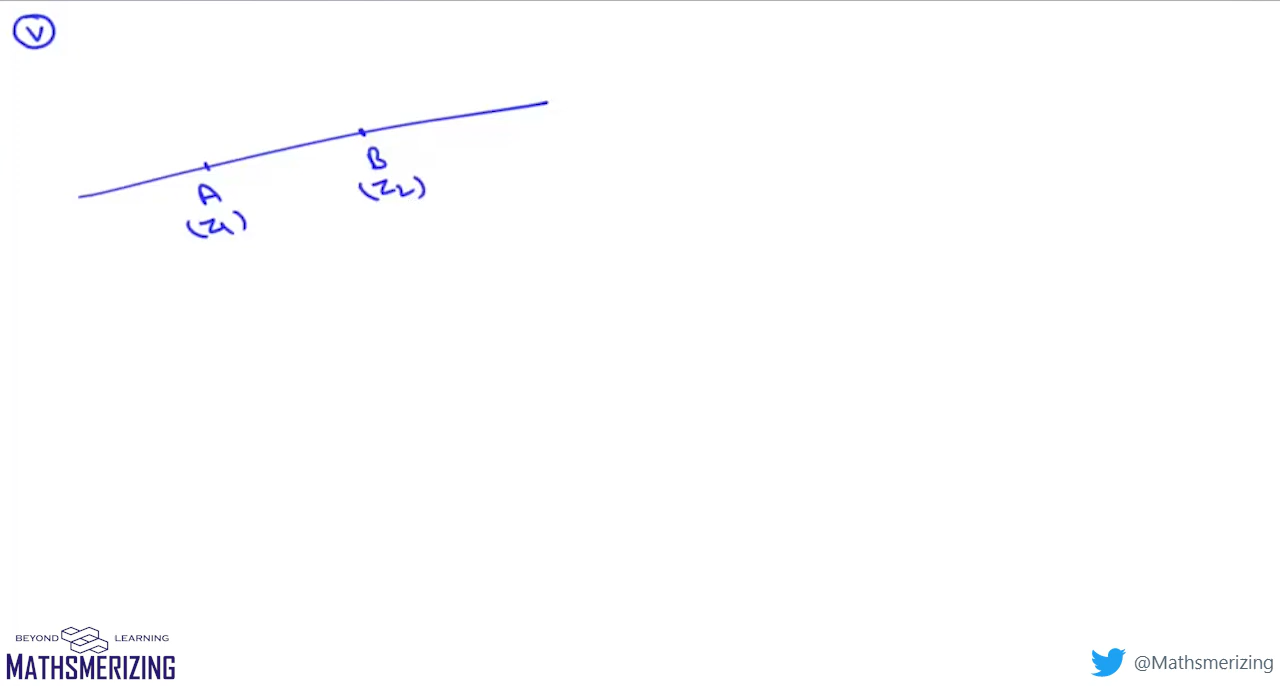 V
A
(z1)
B
(z2)
BEYOND LEARNING
MATHSMERIZING
@Mathsmerizing